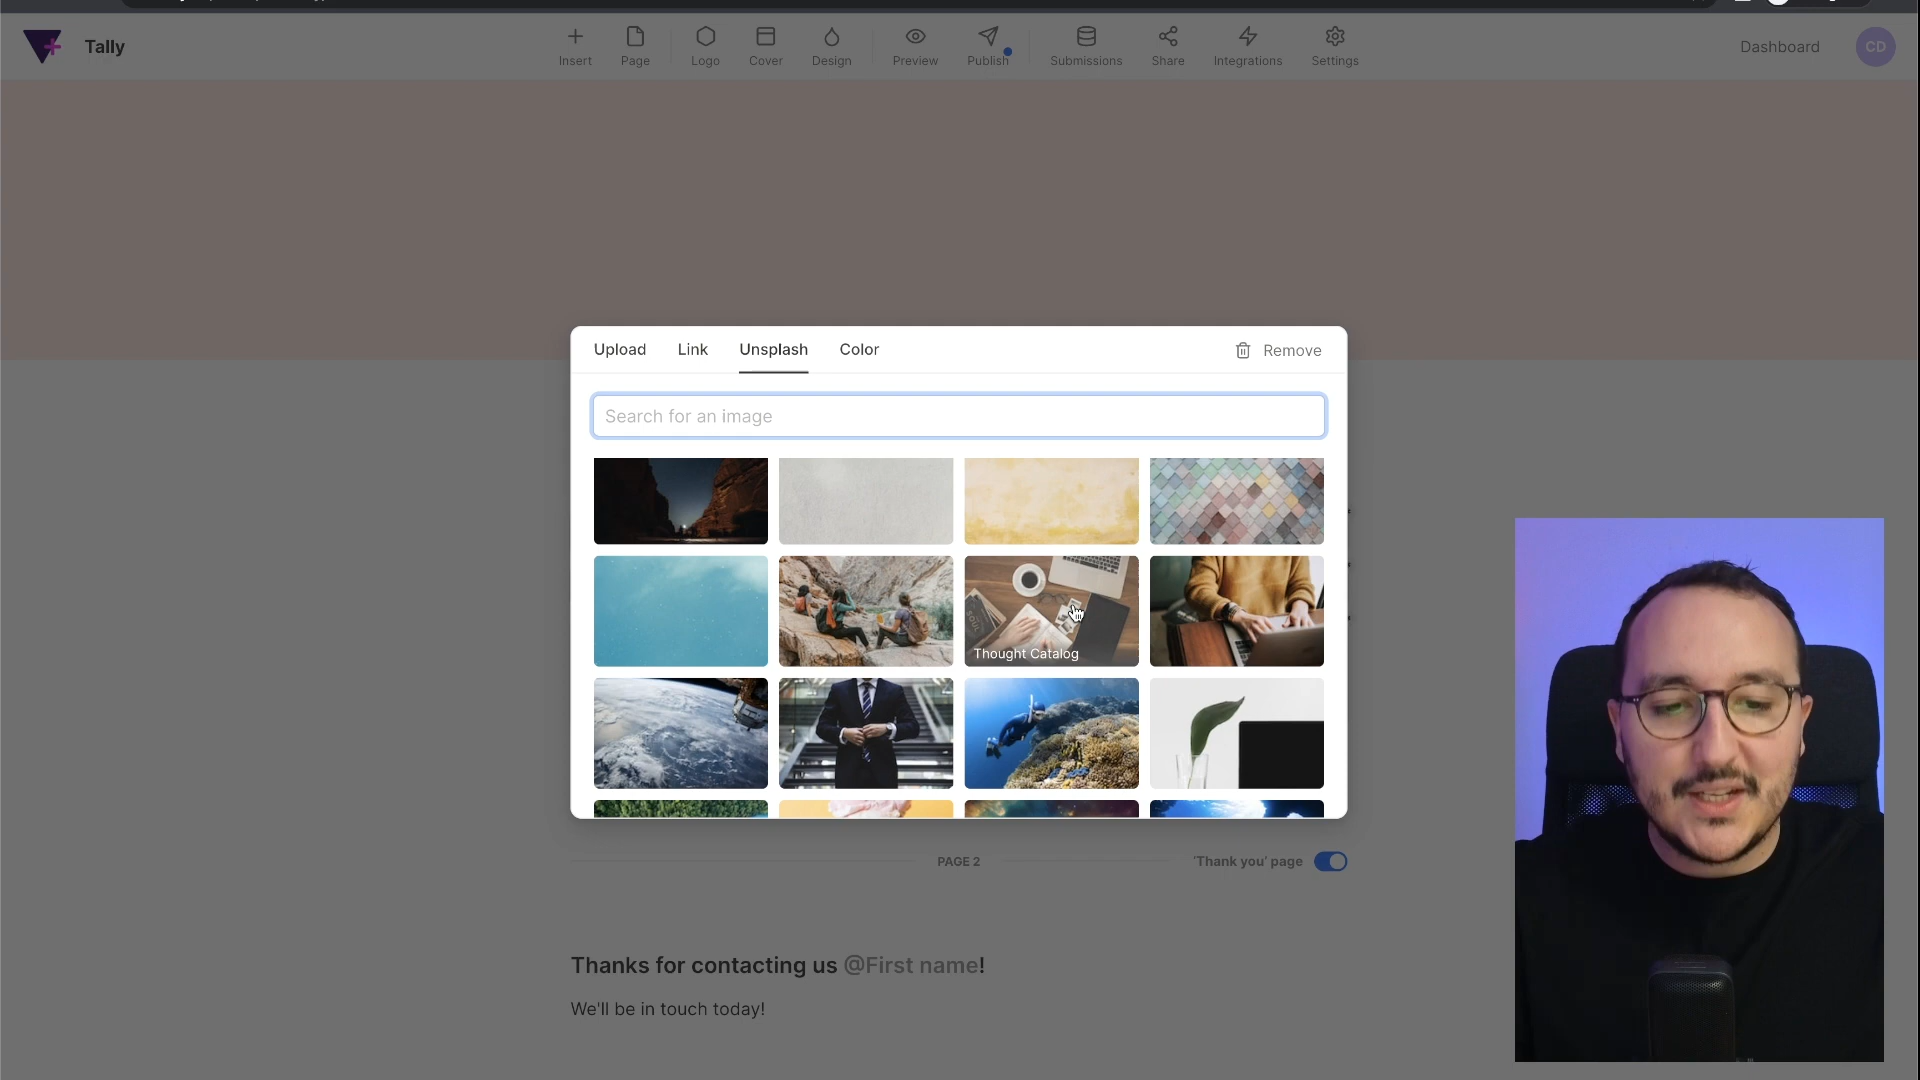 Tally
Insert
Page
Logo
Cover
Design
Preview
Publish
Submissions
Share
Integrations
Settings
Dashboard
CD
Upload
Link
Unsplash
Color
Remove
Search for an image
SOUL
Thought Catalog
PAGE 2
'Thank you' page
Thanks for contacting us @First name!
We'll be in touch today!